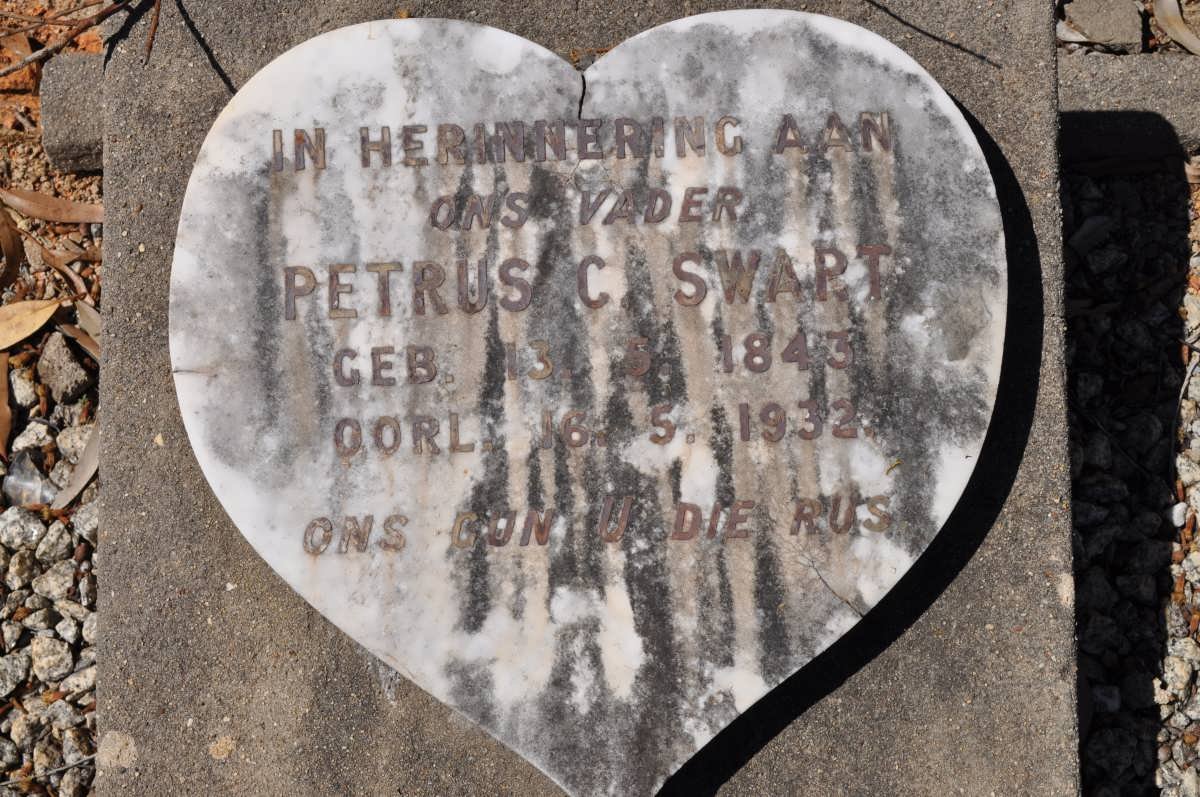 IN HERINNERING AAN
ONS VADER
PETRUS C. SWART
GEB. 13. 5. 1843
OORL. 16. 5. 1932.
ONS GUN U DIE RUS.